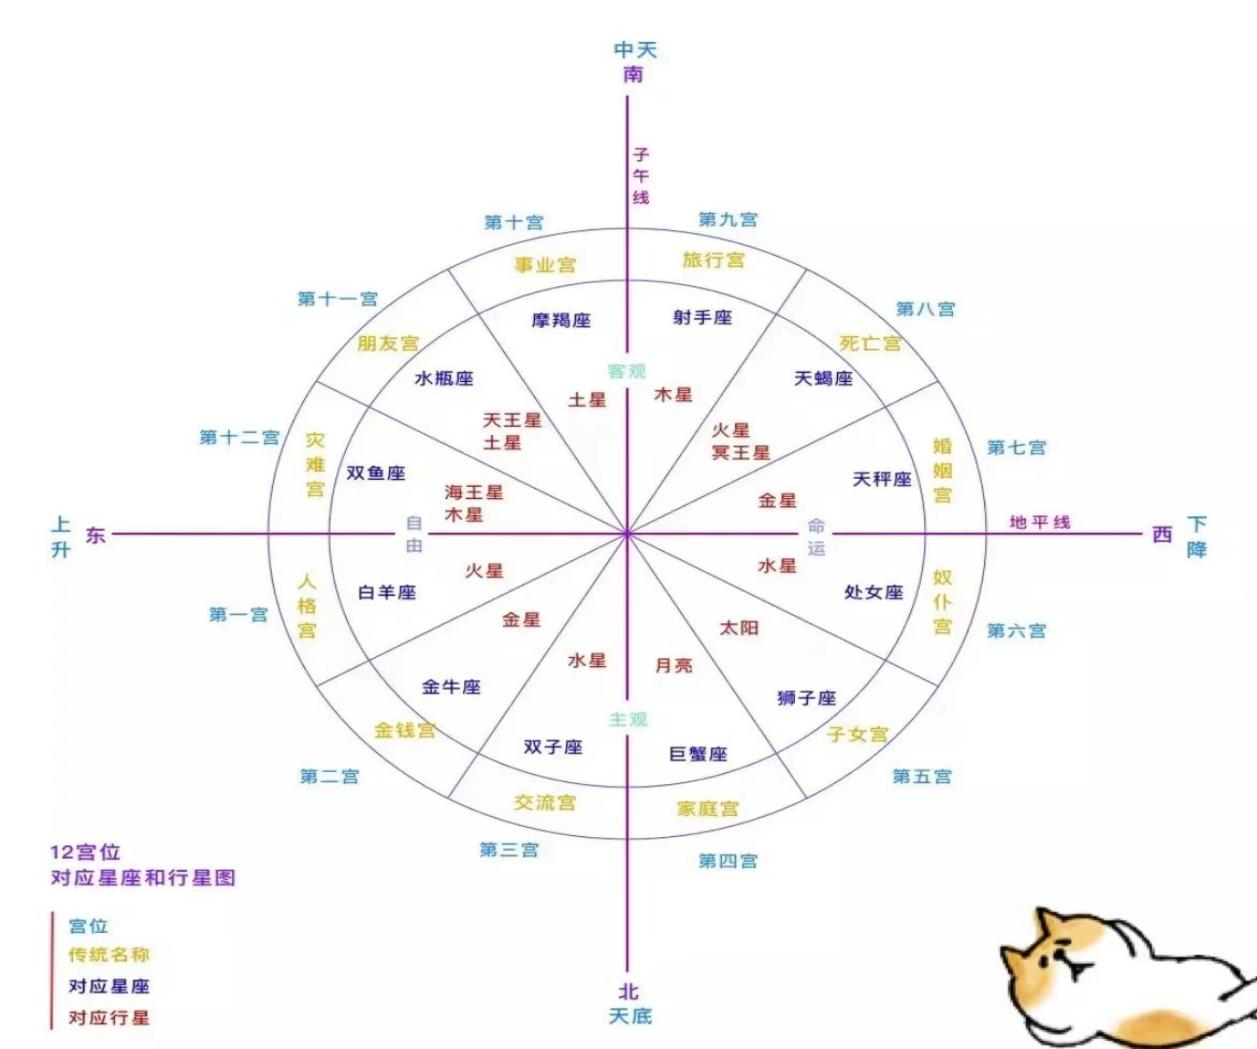 中天
南
子午线
第十宫
第九宫
事业宫
旅行宫
第十一宫
第八宫
摩羯座
射手座
朋友宫
死亡宫
水瓶座
天蝎座
客观
土星
木星
天王星
土星
火星
冥王星
第十二宫
灾难宫
双鱼座
海王星
木星
金星
天秤座
婚姻宫
第七宫
上升
东
自由
命运
地平线
西
下降
第一宫
人格宫
白羊座
火星
水星
处女座
奴仆宫
第六宫
金星
太阳
水星
月亮
金牛座
狮子座
主观
金钱宫
子女宫
双子座
巨蟹座
第二宫
第五宫
交流宫
家庭宫
第三宫
第四宫
12宫位
对应星座和行星图
宫位
传统名称
对应星座
对应行星
北
天底